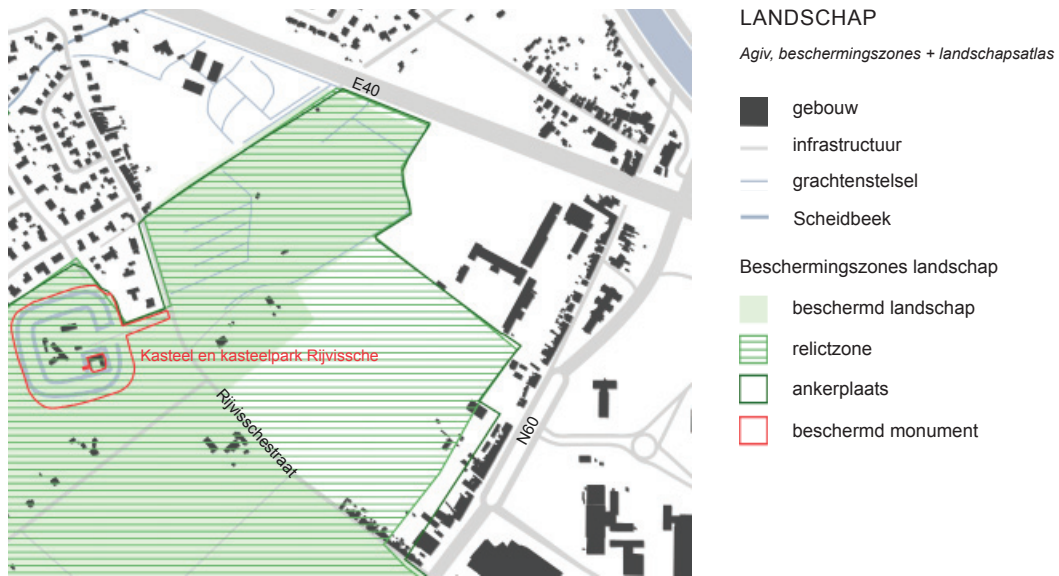 E40
Kasteel en kasteelpark Rijvissche
Rijvisschestraat
N60
LANDSCHAP
Agiv, beschermingszones + landschapsatlas
gebouw
infrastructuur
grachtenstelsel
Scheidbeek
Beschermingszones landschap
beschermd landschap
relictzone
ankerplaats
beschermd monument